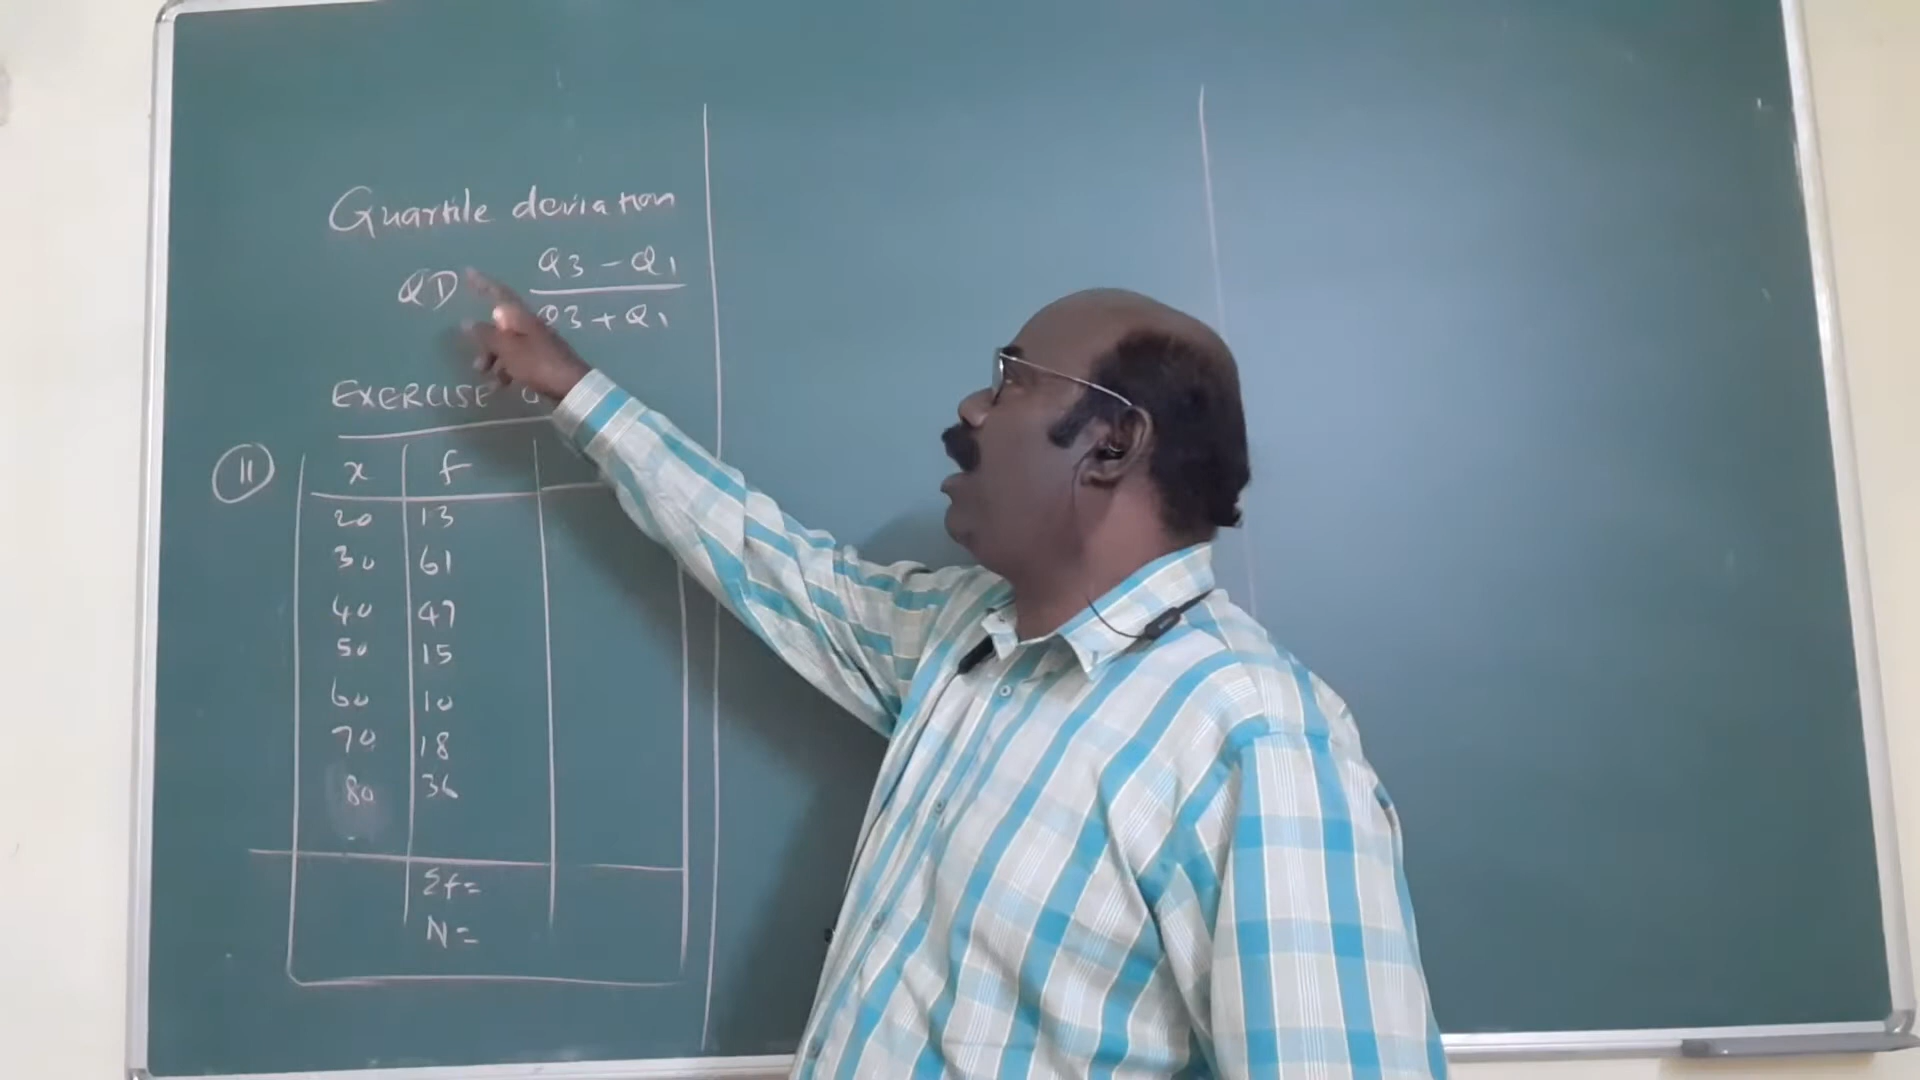 Quartile deviation
QD Q3 - Q1
Q3 + Q1
EXERCISE
11
x f
20 13
30 61
40 47
50 15
60 10
70 18
80 36
Σf=
N=